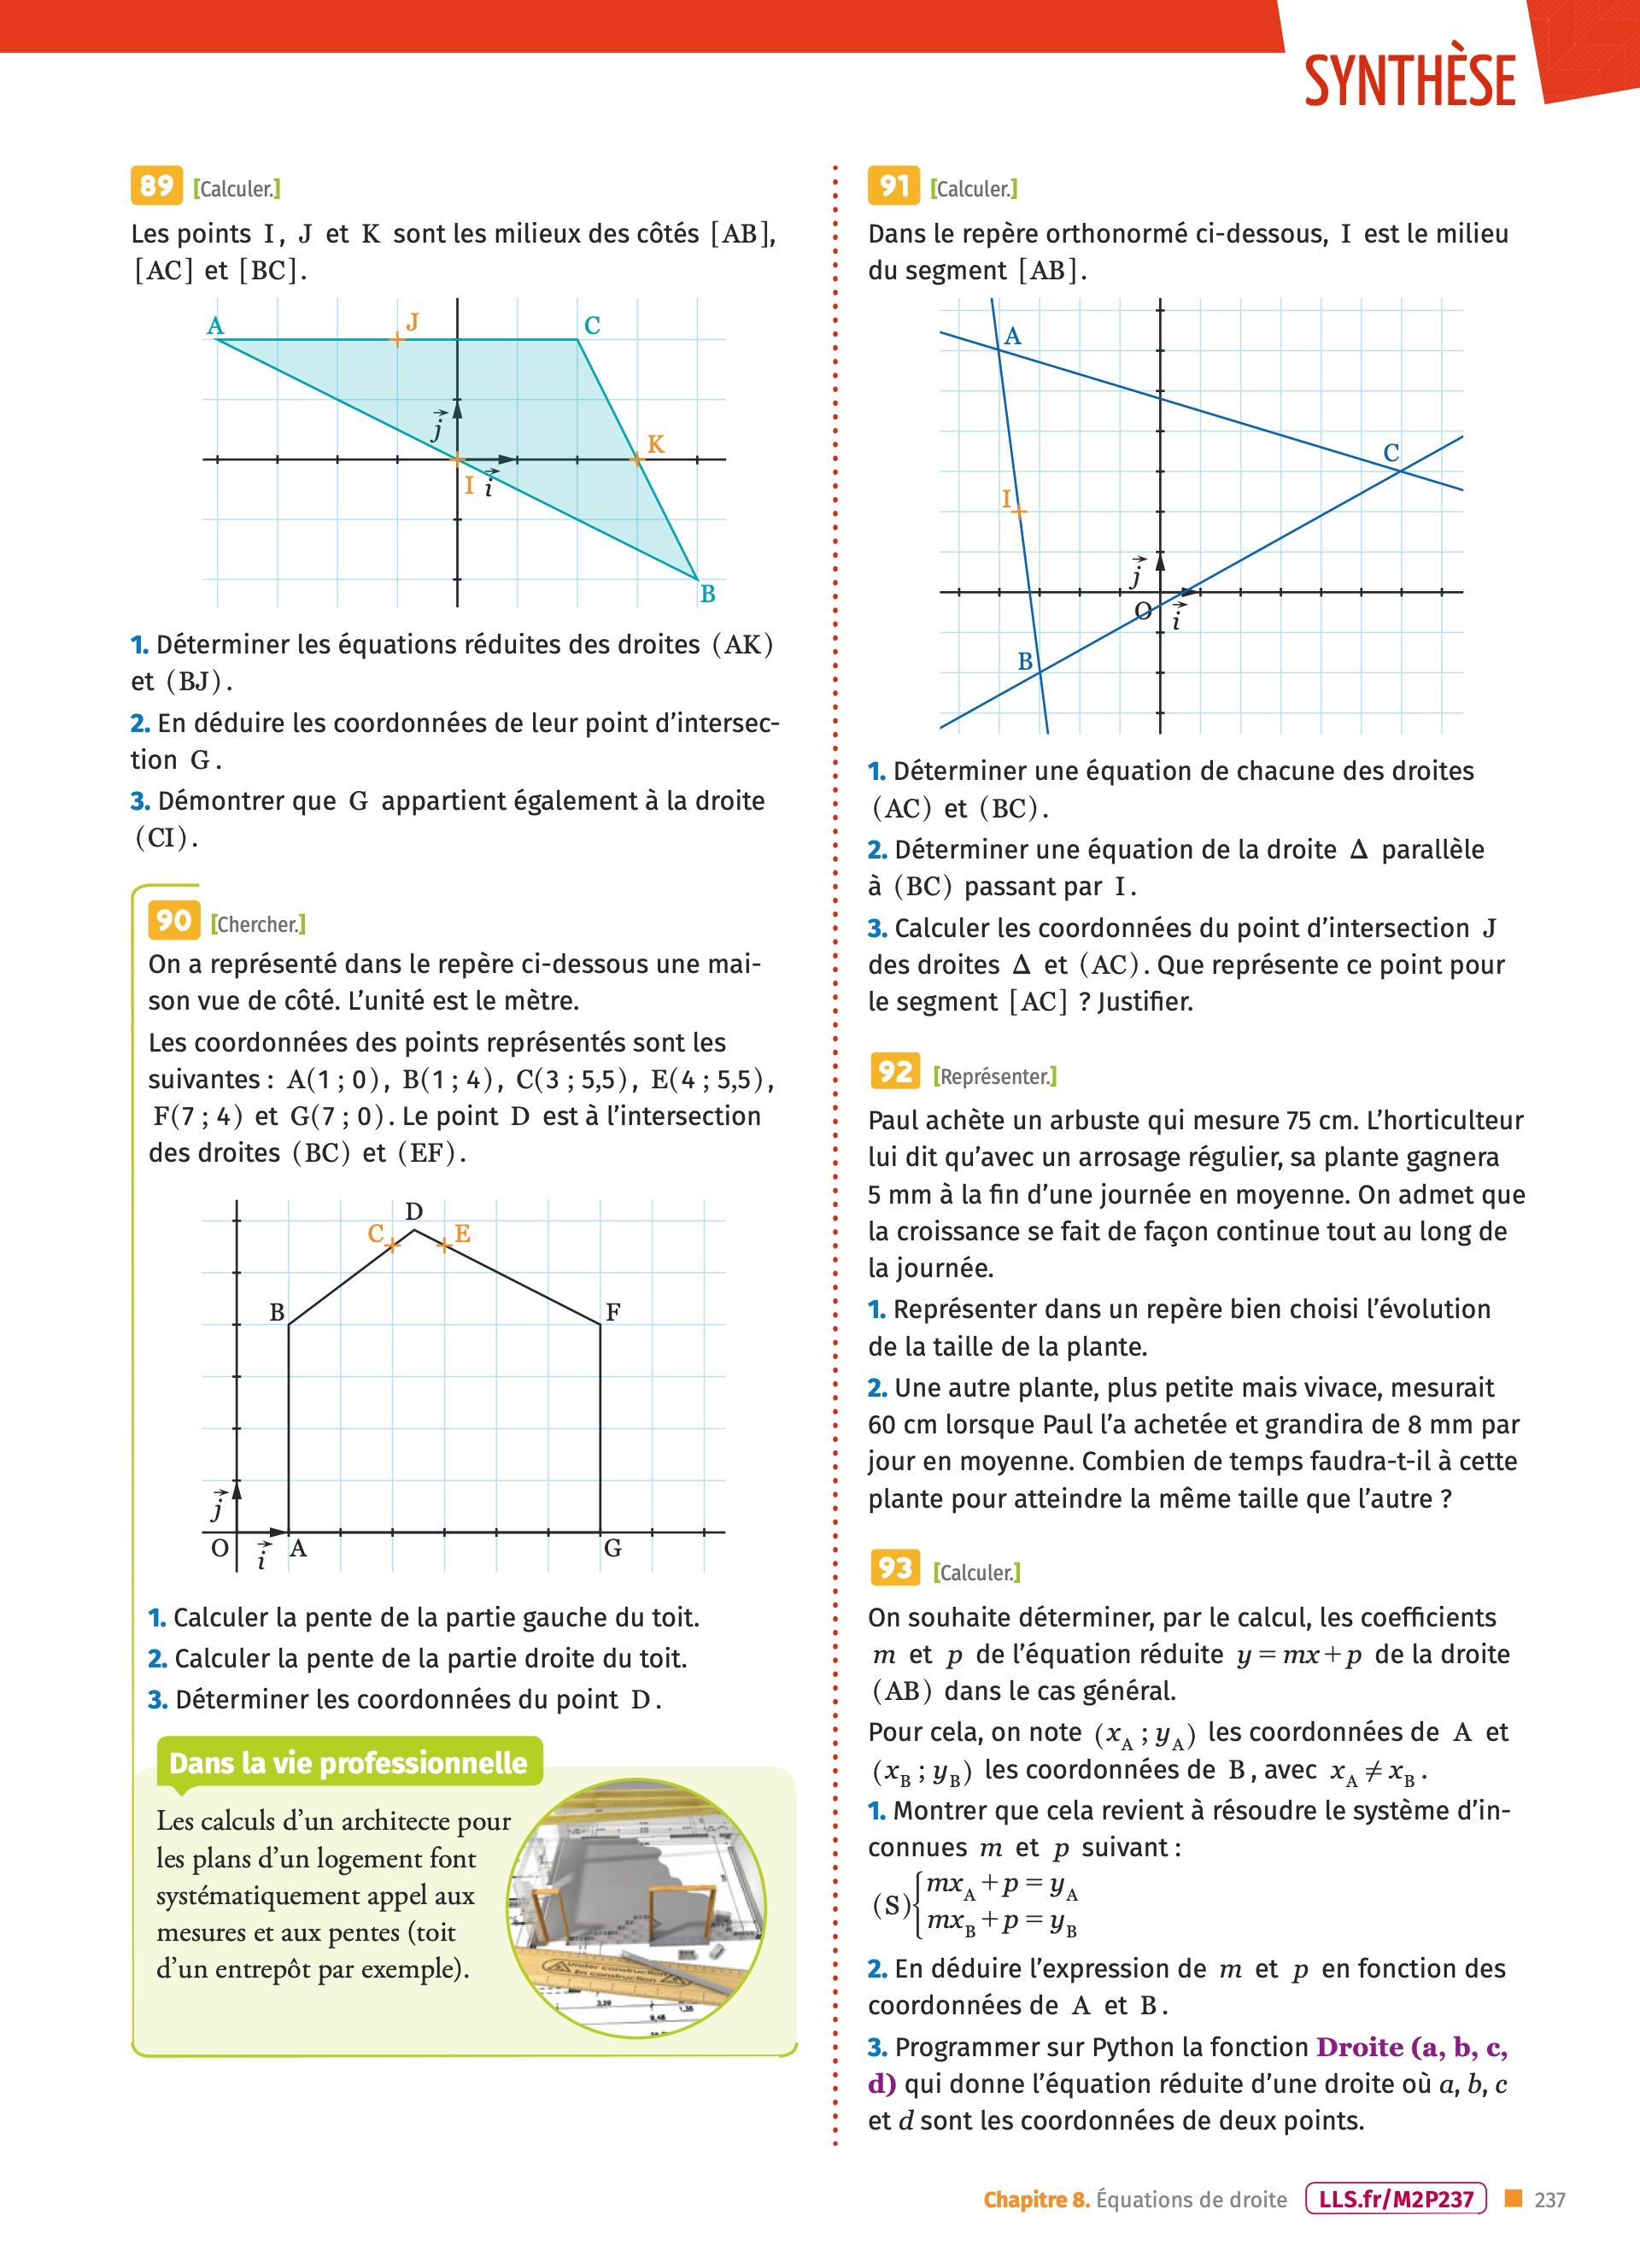 SYNTHÈSE
89 [Calculer.]
Les points I, J et K sont les milieux des côtés [AB],
[AC] et [BC].
A
J
C
j
K
I i
B
1. Déterminer les équations réduites des droites (AK)
et (BJ).
2. En déduire les coordonnées de leur point d'intersec-
tion G.
3. Démontrer que G appartient également à la droite
(CI).
90 [Chercher.]
On a représenté dans le repère ci-dessous une mai-
son vue de côté. L'unité est le mètre.
Les coordonnées des points représentés sont les
suivantes : A(1 ; 0), B(1 ; 4), C(3 ; 5,5), E(4 ; 5,5),
F(7 ; 4) et G(7 ; 0). Le point D est à l'intersection
des droites (BC) et (EF).
D
C E
B F
j
O i A G
1. Calculer la pente de la partie gauche du toit.
2. Calculer la pente de la partie droite du toit.
3. Déterminer les coordonnées du point D.
Dans la vie professionnelle
Les calculs d'un architecte pour
les plans d'un logement font
systématiquement appel aux
mesures et aux pentes (toit
d'un entrepôt par exemple).
Under construction
En construction
3,29
1,35
9,48
91 [Calculer.]
Dans le repère orthonormé ci-dessous, I est le milieu
du segment [AB].
A
C
I
j
O i
B
1. Déterminer une équation de chacune des droites
(AC) et (BC).
2. Déterminer une équation de la droite Δ parallèle
à (BC) passant par I.
3. Calculer les coordonnées du point d'intersection J
des droites Δ et (AC). Que représente ce point pour
le segment [AC] ? Justifier.
92 [Représenter.]
Paul achète un arbuste qui mesure 75 cm. L'horticulteur
lui dit qu'avec un arrosage régulier, sa plante gagnera
5 mm à la fin d'une journée en moyenne. On admet que
la croissance se fait de façon continue tout au long de
la journée.
1. Représenter dans un repère bien choisi l'évolution
de la taille de la plante.
2. Une autre plante, plus petite mais vivace, mesurait
60 cm lorsque Paul l'a achetée et grandira de 8 mm par
jour en moyenne. Combien de temps faudra-t-il à cette
plante pour atteindre la même taille que l'autre ?
93 [Calculer.]
On souhaite déterminer, par le calcul, les coefficients
m et p de l'équation réduite y = mx + p de la droite
(AB) dans le cas général.
Pour cela, on note (x_A ; y_A) les coordonnées de A et
(x_B ; y_B) les coordonnées de B, avec x_A ≠ x_B.
1. Montrer que cela revient à résoudre le système d'in-
connues m et p suivant :
(S) { mx_A + p = y_A
mx_B + p = y_B
2. En déduire l'expression de m et p en fonction des
coordonnées de A et B.
3. Programmer sur Python la fonction Droite (a, b, c,
d) qui donne l'équation réduite d'une droite où a, b, c
et d sont les coordonnées de deux points.
Chapitre 8. Équations de droite LLS.fr/M2P237 237